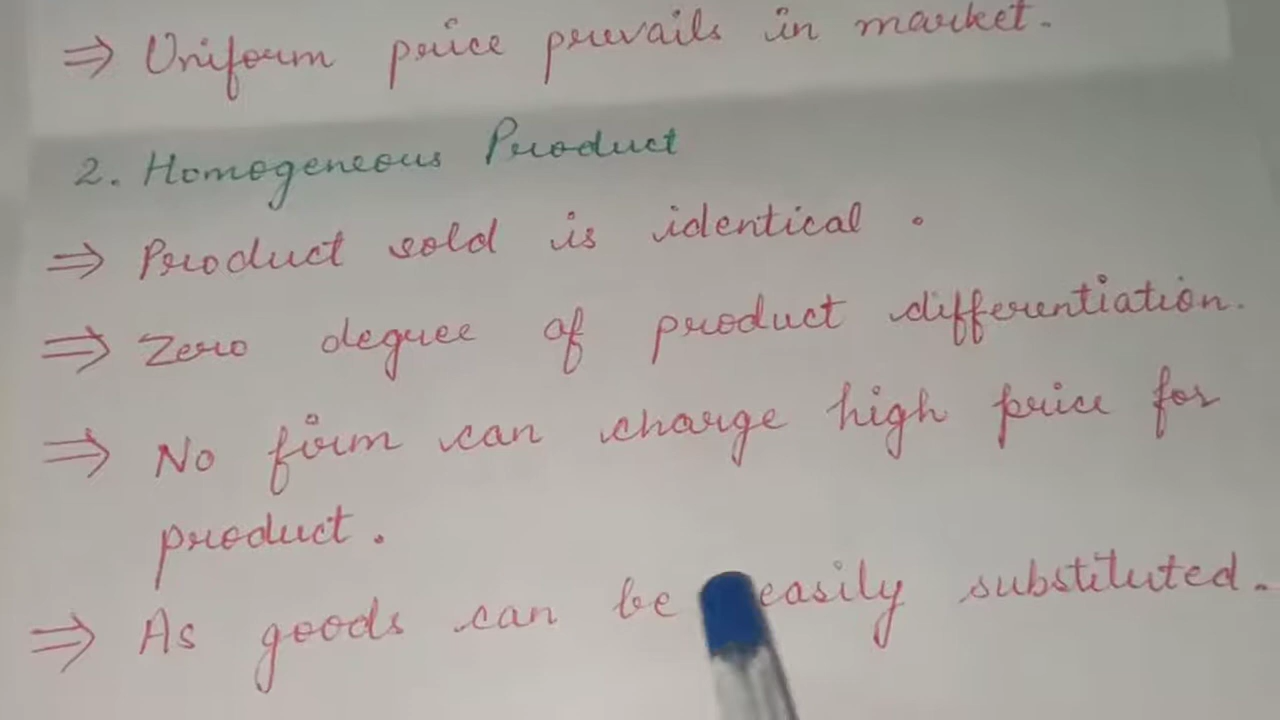 ⇒ Uniform price prevails in market.
2. Homogeneous Product
⇒ Product sold is identical.
⇒ Zero degree of product differentiation.
⇒ No firm can charge high price for
product.
⇒ As goods can be easily substituted.